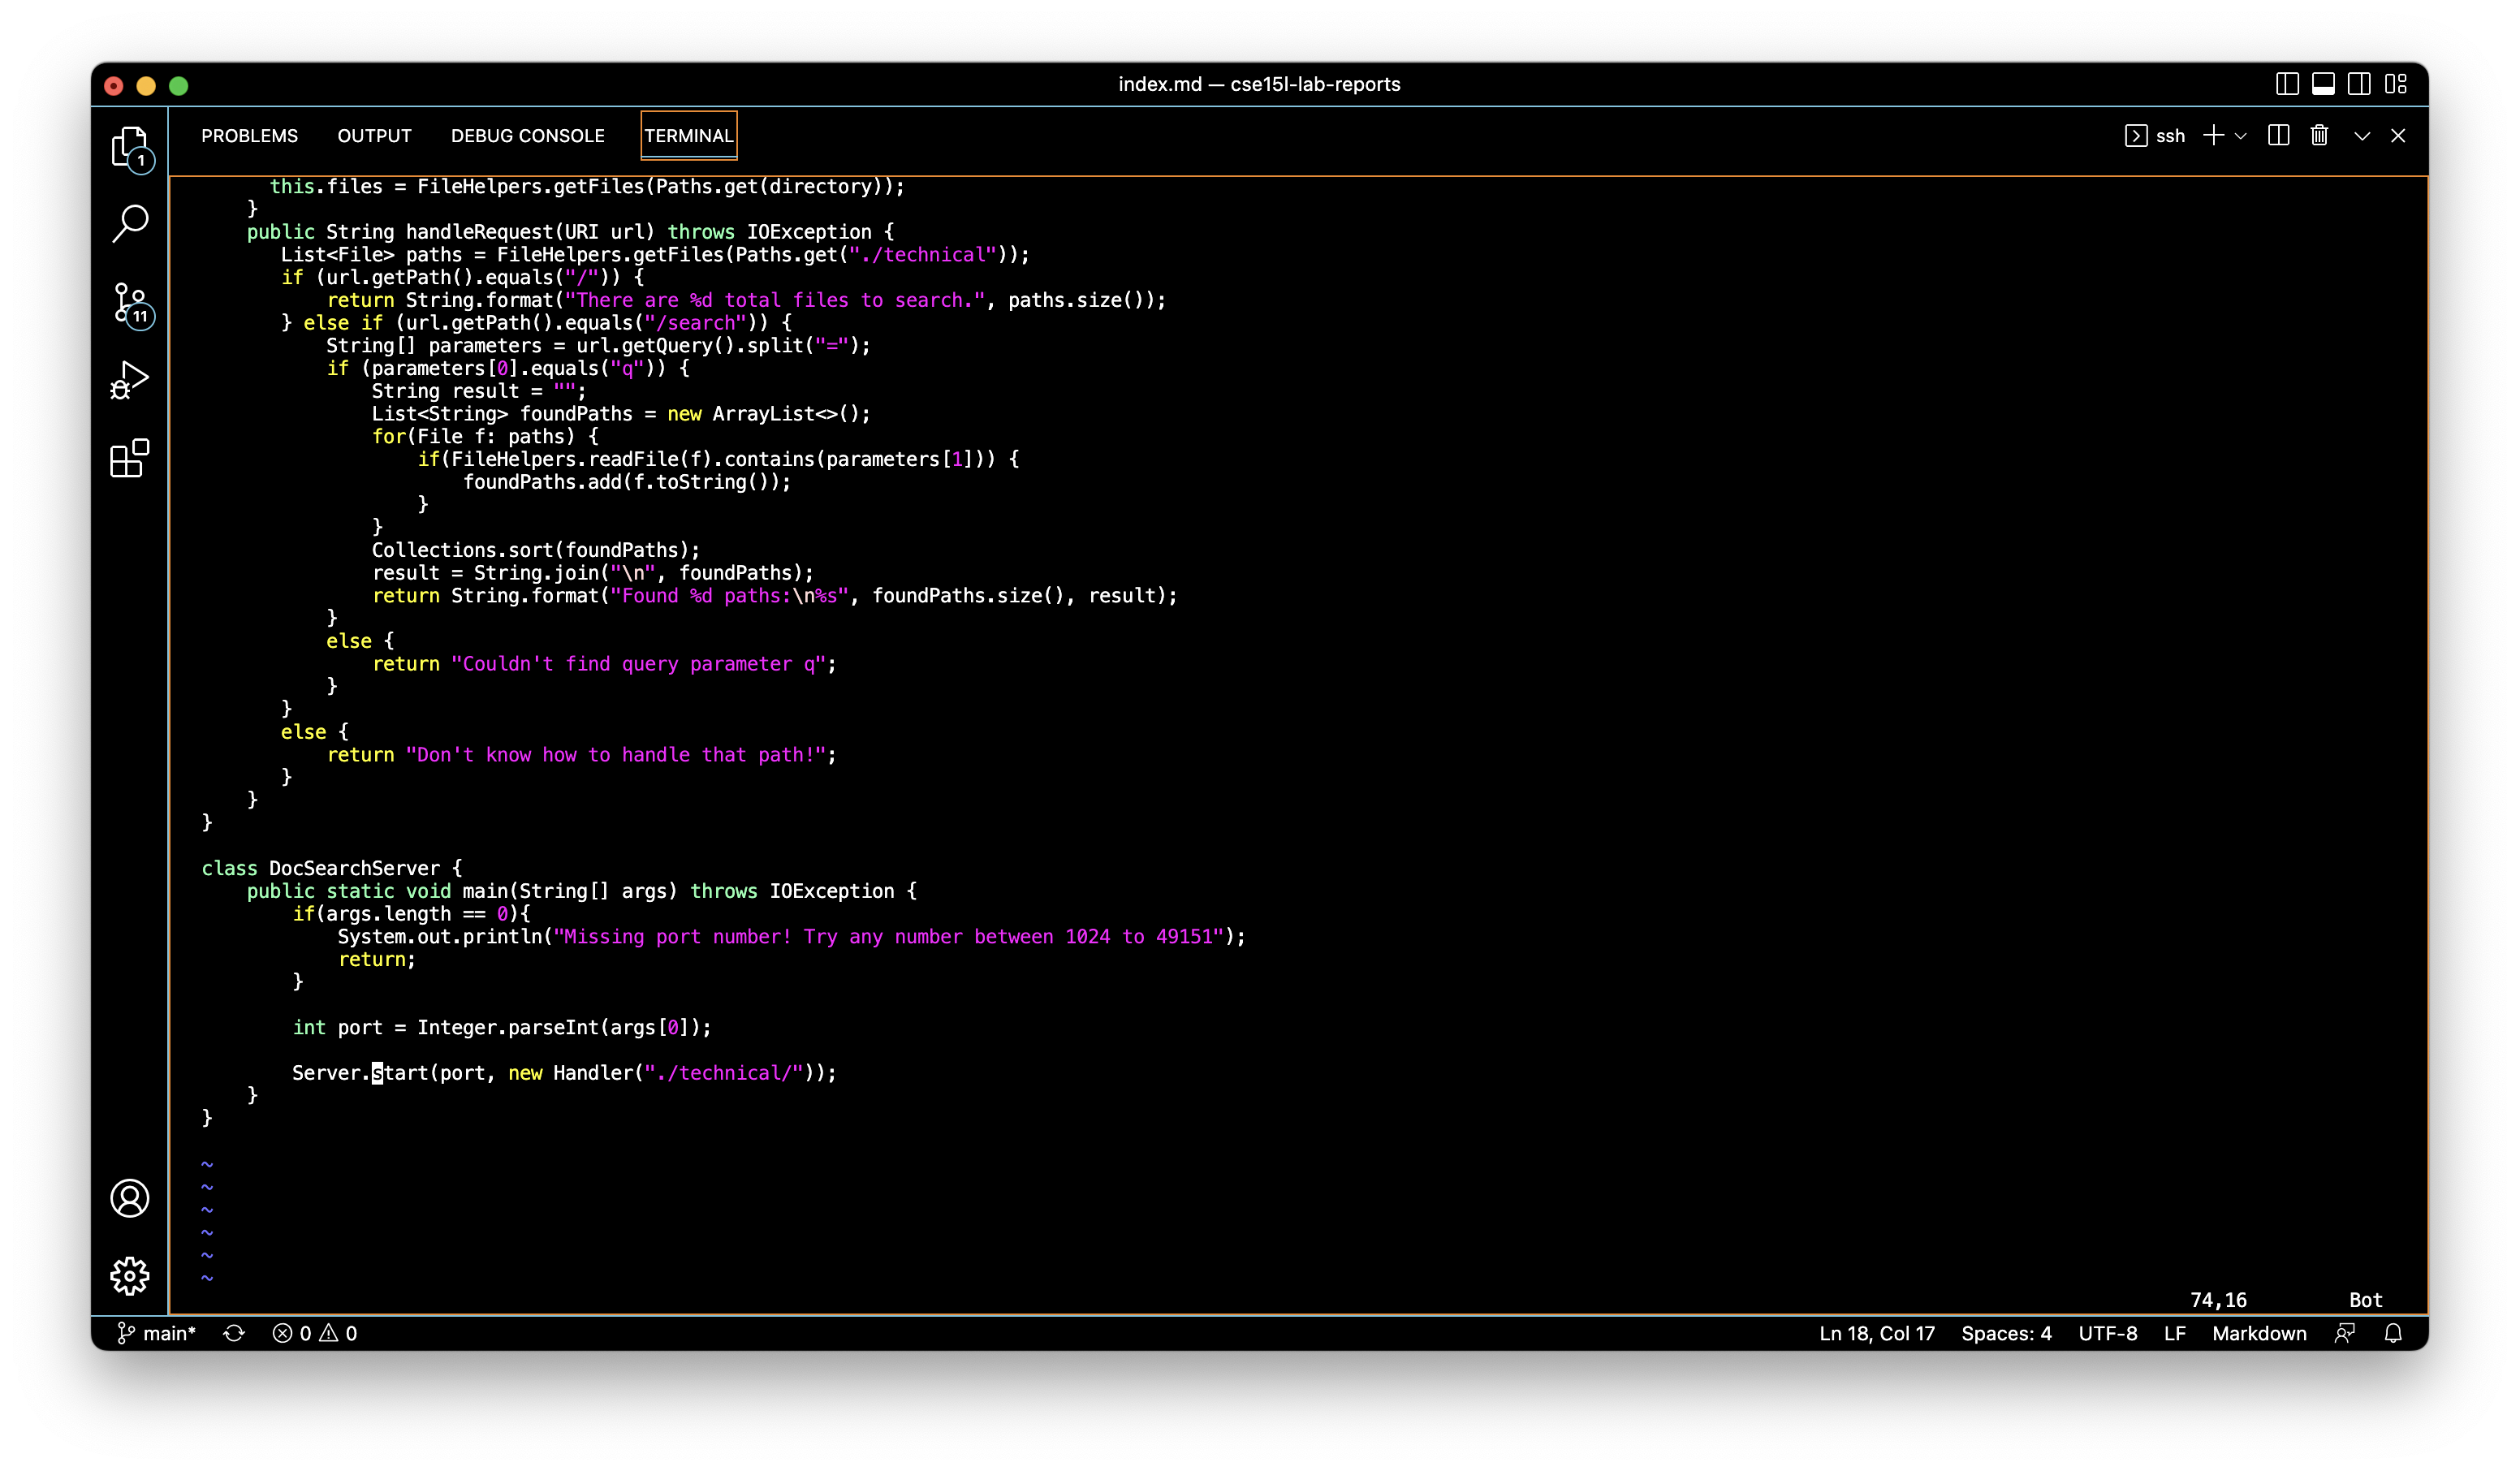 index.md — cse15l-lab-reports
PROBLEMS OUTPUT DEBUG CONSOLE TERMINAL ssh
1
11
this.files = FileHelpers.getFiles(Paths.get(directory));
}
public String handleRequest(URI url) throws IOException {
List<File> paths = FileHelpers.getFiles(Paths.get("./technical"));
if (url.getPath().equals("/")) {
return String.format("There are %d total files to search.", paths.size());
} else if (url.getPath().equals("/search")) {
String[] parameters = url.getQuery().split("=");
if (parameters[0].equals("q")) {
String result = "";
List<String> foundPaths = new ArrayList<>();
for(File f: paths) {
if(FileHelpers.readFile(f).contains(parameters[1])) {
foundPaths.add(f.toString());
}
}
Collections.sort(foundPaths);
result = String.join("\n", foundPaths);
return String.format("Found %d paths:\n%s", foundPaths.size(), result);
}
else {
return "Couldn't find query parameter q";
}
}
else {
return "Don't know how to handle that path!";
}
}
}
class DocSearchServer {
public static void main(String[] args) throws IOException {
if(args.length == 0){
System.out.println("Missing port number! Try any number between 1024 to 49151");
return;
}
int port = Integer.parseInt(args[0]);
Server.start(port, new Handler("./technical/"));
}
}
~
~
~
~
~
~
74,16 Bot
main* 0 0 Ln 18, Col 17 Spaces: 4 UTF-8 LF Markdown